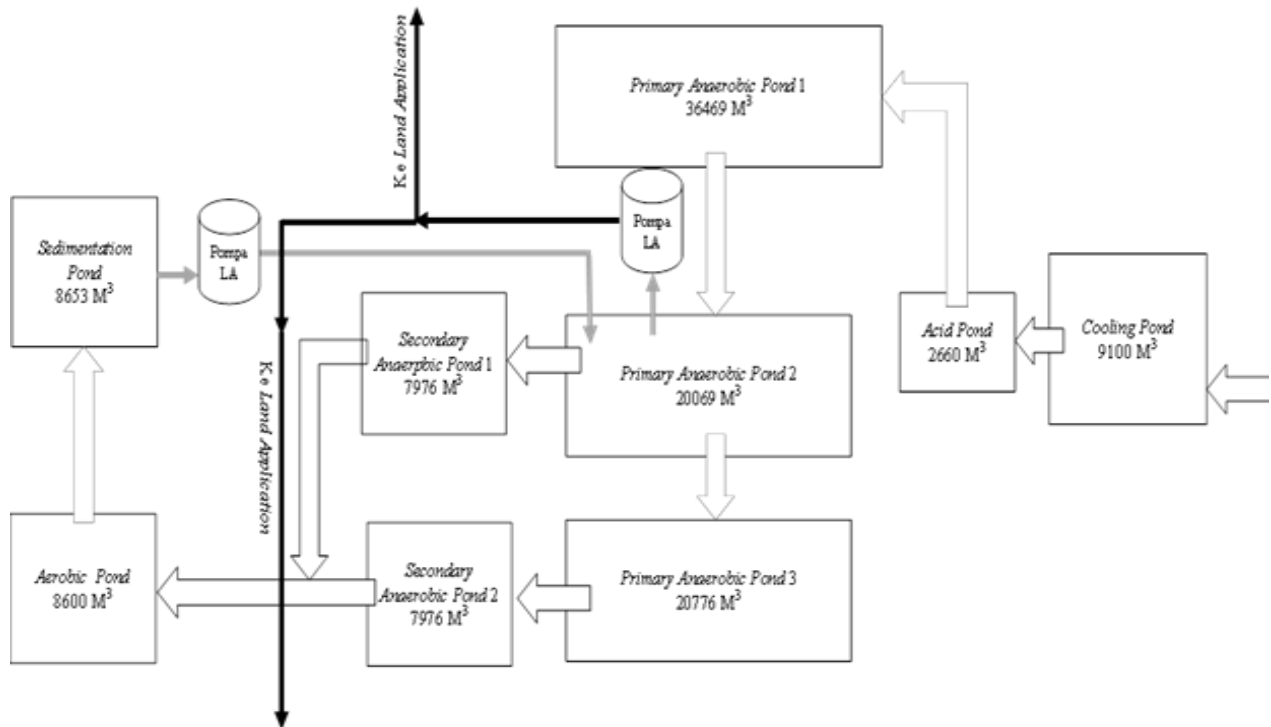 Ke Land Application
Primary Anaerobic Pond 1
36469 M³
Pompa
LA
Sedimentation
Pond
8653 M³
Pompa
LA
Acid Pond
2660 M³
Cooling Pond
9100 M³
Secondary
Anaerpbic Pond 1
7976 M³
Primary Anaerobic Pond 2
20069 M³
Ke Land Application
Aerobic Pond
8600 M³
Secondary
Anaerobic Pond 2
7976 M³
Primary Anaerobic Pond 3
20776 M³